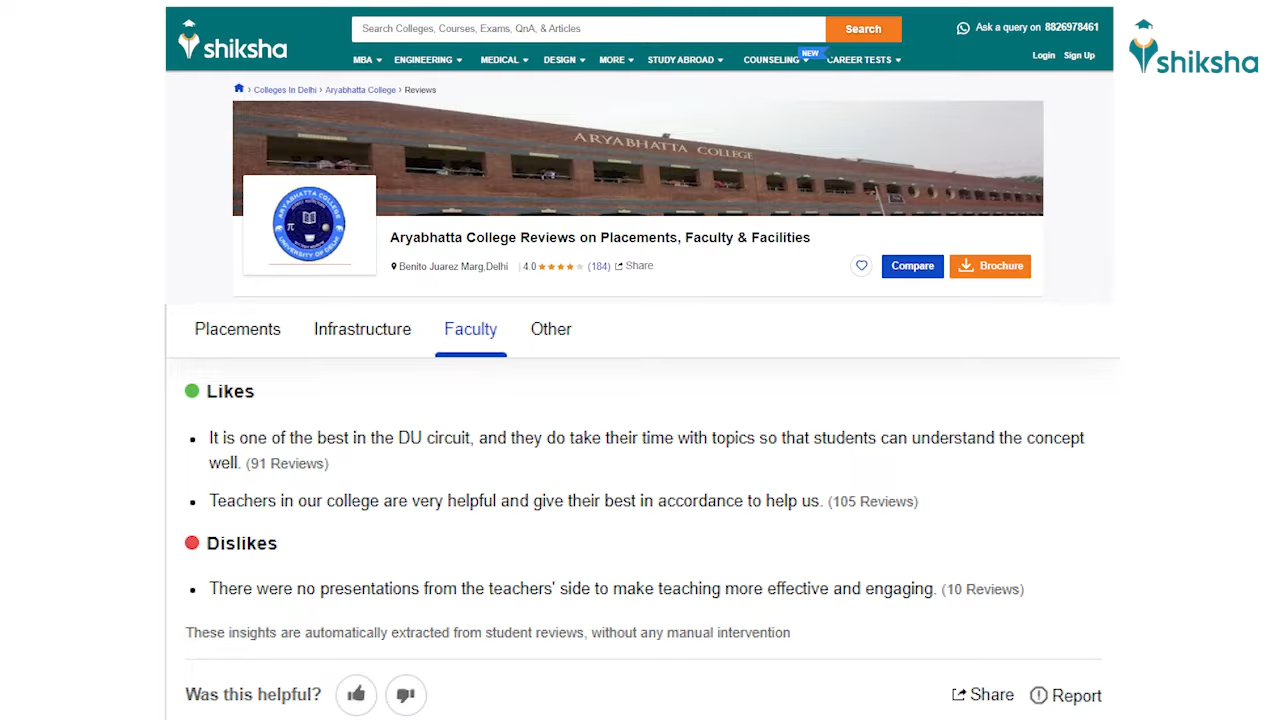 shiksha
Search Colleges, Courses, Exams, QnA, & Articles
Search
Ask a query on 8826978461
shiksha
Login Sign Up
NEW
MBA ENGINEERING MEDICAL DESIGN MORE STUDY ABROAD COUNSELING CAREER TESTS
› Colleges In Delhi › Aryabhatta College › Reviews
ARYABHATTA COLLEGE
ARYABHATTA COLLEGE
UNIVERSITY OF DELHI
Aryabhatta College Reviews on Placements, Faculty & Facilities
Benito Juarez Marg,Delhi | 4.0 (184) Share
Compare
Brochure
Placements Infrastructure Faculty Other
Likes
• It is one of the best in the DU circuit, and they do take their time with topics so that students can understand the concept
well. (91 Reviews)
• Teachers in our college are very helpful and give their best in accordance to help us. (105 Reviews)
Dislikes
• There were no presentations from the teachers' side to make teaching more effective and engaging. (10 Reviews)
These insights are automatically extracted from student reviews, without any manual intervention
Was this helpful?
Share Report